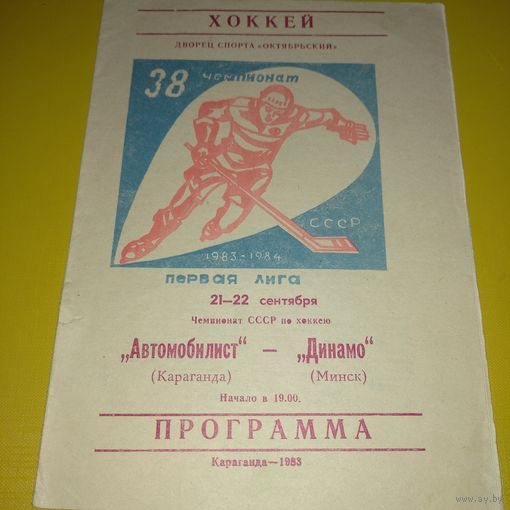 ХОККЕЙ
ДВОРЕЦ СПОРТА «ОКТЯБРЬСКИЙ»
38 чемпионат
СССР
1983-1984
первая лига
21—22 сентября
Чемпионат СССР по хоккею
„Автомобилист“ — „Динамо“
(Караганда) (Минск)
Начало в 19.00.
ПРОГРАММА
Караганда—1983
www.ay.by